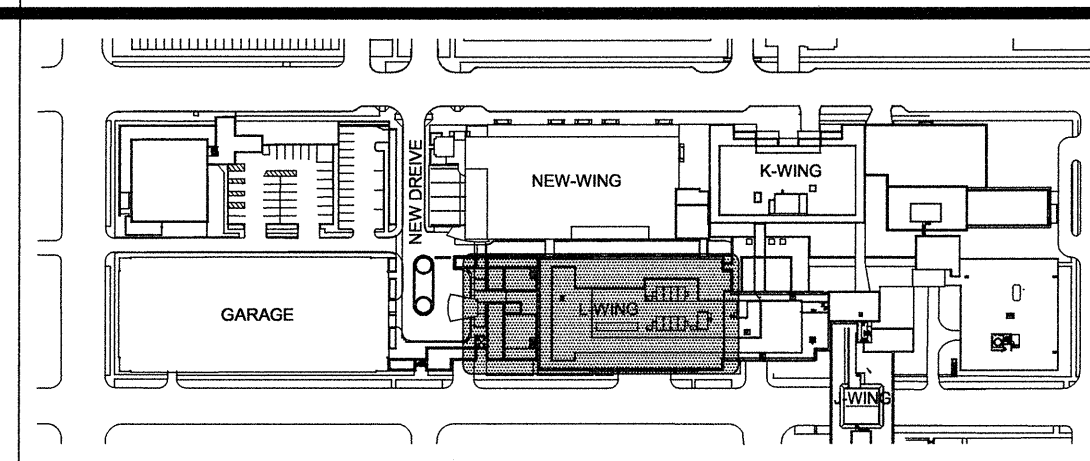 NEW-WING
K-WING
NEW DREIVE
GARAGE
L-WING
J-WING